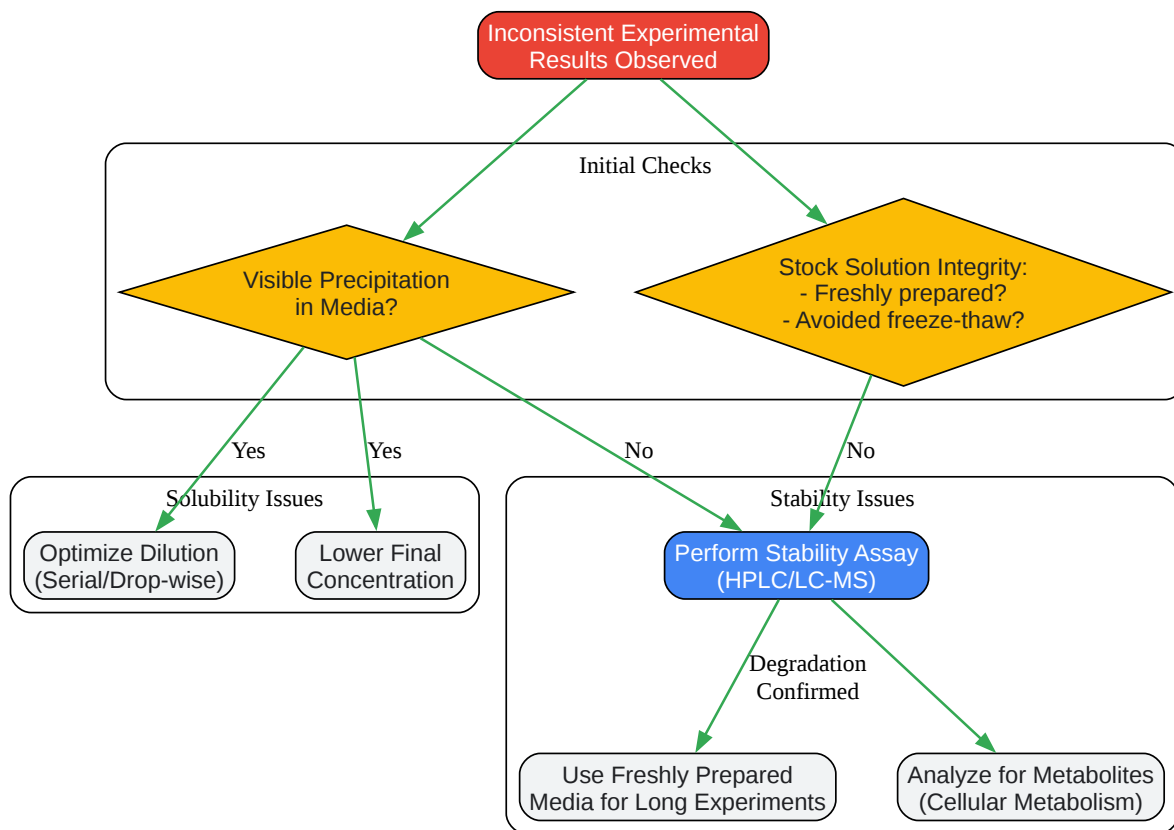 Inconsistent Experimental
Results Observed
Initial Checks
Visible Precipitation
in Media?
Stock Solution Integrity:
- Freshly prepared?
- Avoided freeze-thaw?
Yes
Yes
No
No
Solubility Issues
Stability Issues
Optimize Dilution
(Serial/Drop-wise)
Lower Final
Concentration
Perform Stability Assay
(HPLC/LC-MS)
Degradation
Confirmed
Use Freshly Prepared
Media for Long Experiments
Analyze for Metabolites
(Cellular Metabolism)